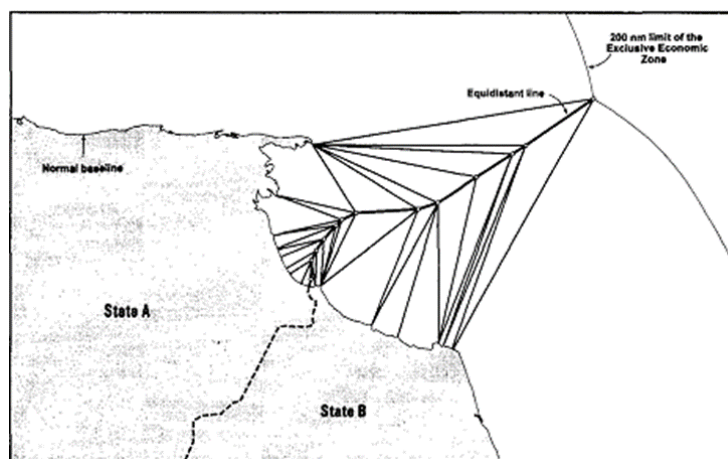 200 nm limit of the
Exclusive Economic
Zone
Equidistant line
Normal baseline
State A
State B